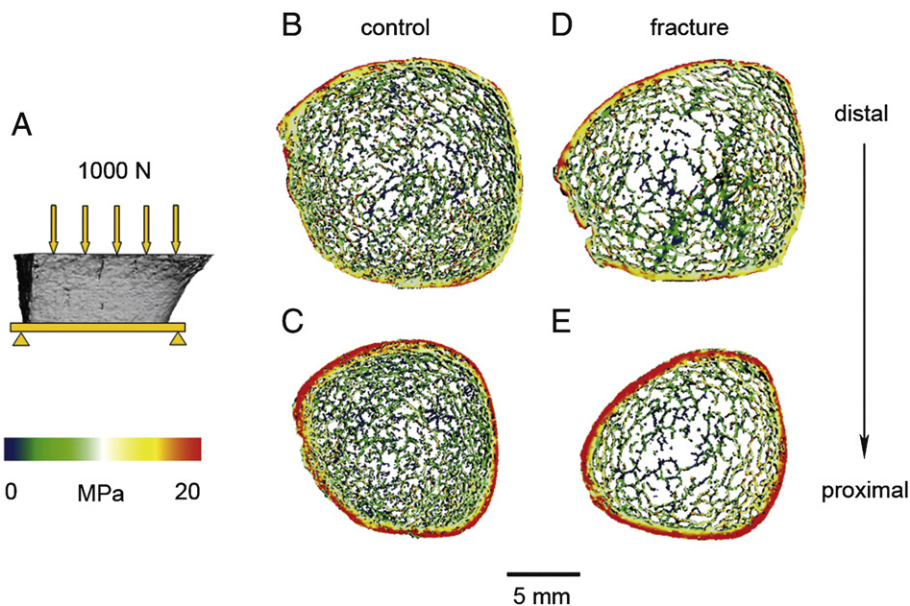 B control D fracture
A
1000 N
distal
C E
0 MPa 20
proximal
5 mm